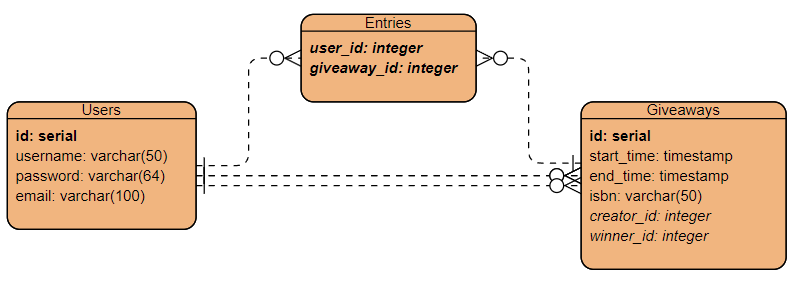 Entries
user_id: integer
giveaway_id: integer
Users
id: serial
username: varchar(50)
password: varchar(64)
email: varchar(100)
Giveaways
id: serial
start_time: timestamp
end_time: timestamp
isbn: varchar(50)
creator_id: integer
winner_id: integer